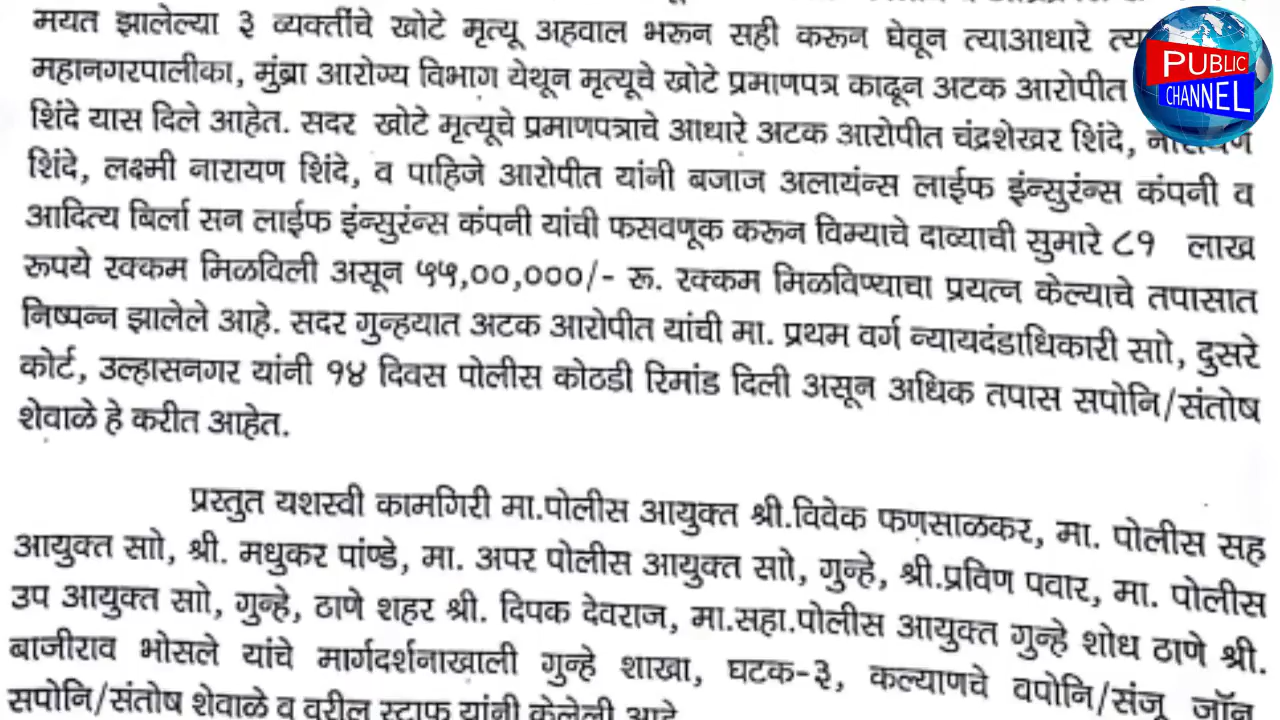 मयत झालेल्या ३ व्यक्तींचे खोटे मृत्यू अहवाल भरून सही करून घेवून त्याआधारे
महानगरपालीका, मुंब्रा आरोग्य विभाग येथून मृत्यूचे खोटे प्रमाणपत्र काढून अटक आरोपीत
शिंदे यास दिले आहेत. सदर खोटे मृत्यूचे प्रमाणपत्राचे आधारे अटक आरोपीत चंद्रशेखर शिंदे, नारायण
शिंदे, लक्ष्मी नारायण शिंदे, व पाहिजे आरोपीत यांनी बजाज अलायंन्स लाईफ इंन्सुरंन्स कंपनी व
आदित्य बिर्ला सन लाईफ इंन्सुरंन्स कंपनी यांची फसवणूक करून विम्याचे दाव्याची सुमारे ८१ लाख
रूपये रक्कम मिळविली असून ५५,००,०००/- रू. रक्कम मिळविण्याचा प्रयत्न केल्याचे तपासात
निष्पन्न झालेले आहे. सदर गुन्हयात अटक आरोपीत यांची मा. प्रथम वर्ग न्यायदंडाधिकारी साो, दुसरे
कोर्ट, उल्हासनगर यांनी १४ दिवस पोलीस कोठडी रिमांड दिली असून अधिक तपास सपोनि/संतोष
शेवाळे हे करीत आहेत.
प्रस्तुत यशस्वी कामगिरी मा.पोलीस आयुक्त श्री.विवेक फणसाळकर, मा. पोलीस सह
आयुक्त साो, श्री. मधुकर पांण्डे, मा. अपर पोलीस आयुक्त साो, गुन्हे, श्री.प्रविण पवार, मा. पोलीस
उप आयुक्त साो, गुन्हे, ठाणे शहर श्री. दिपक देवराज, मा.सहा.पोलीस आयुक्त गुन्हे शोध ठाणे श्री.
बाजीराव भोसले यांचे मार्गदर्शनाखाली गुन्हे शाखा, घटक-३, कल्याणचे वपोनि/संजू जॉन
सपोनि/संतोष शेवाळे व वरील स्टाफ यांनी केलेली आहे
PUBLIC
CHANNEL